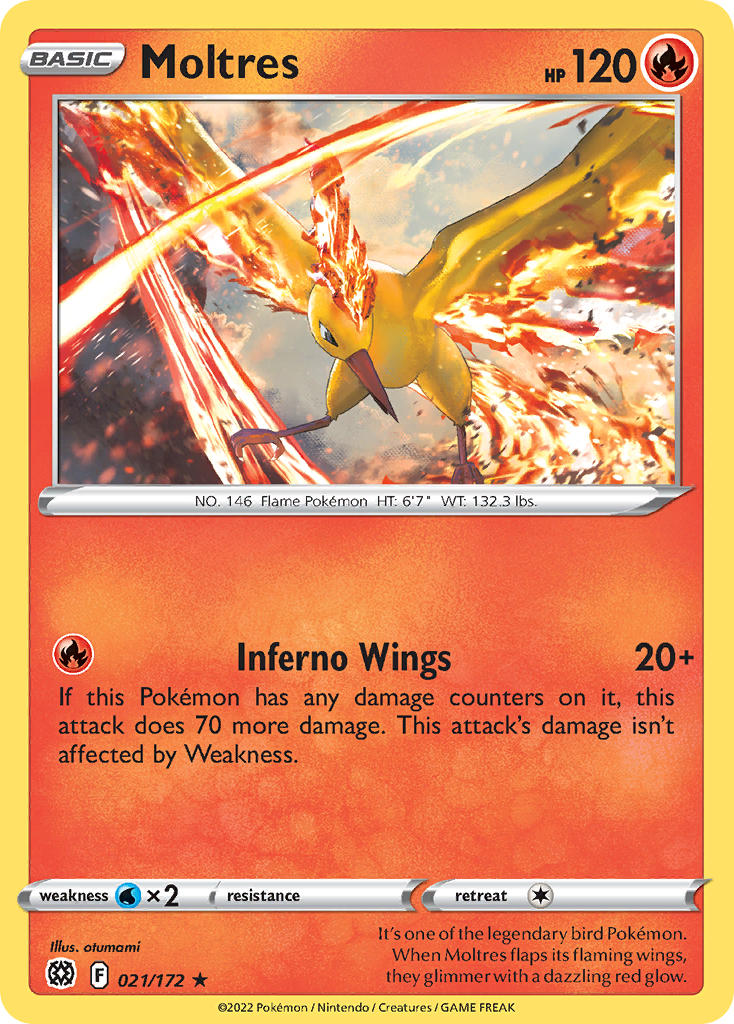 BASIC Moltres HP 120
NO. 146 Flame Pokémon HT: 6'7" WT: 132.3 lbs.
Inferno Wings 20+
If this Pokémon has any damage counters on it, this
attack does 70 more damage. This attack's damage isn't
affected by Weakness.
weakness ×2 resistance retreat
Illus. otumami
It's one of the legendary bird Pokémon.
When Moltres flaps its flaming wings,
they glimmer with a dazzling red glow.
F 021/172 ★
©2022 Pokémon / Nintendo / Creatures / GAME FREAK